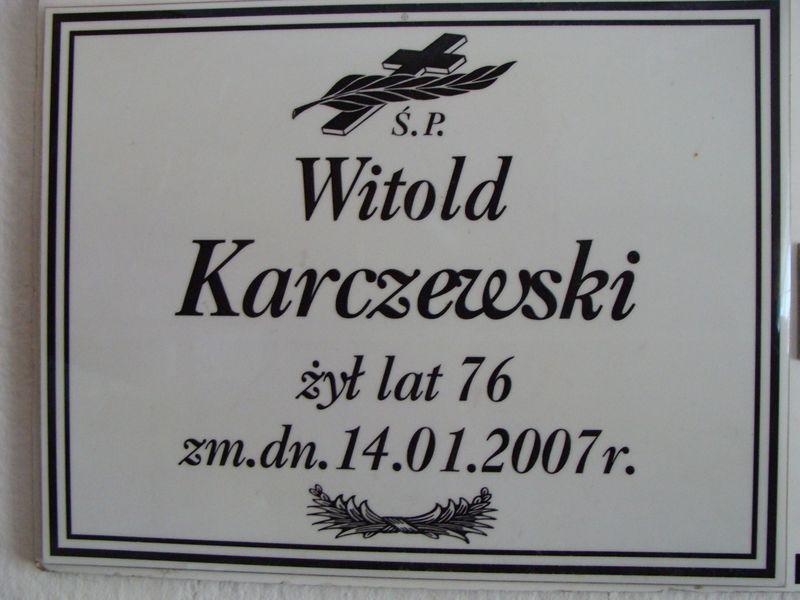 Ś.P.
Witold
Karczewski
żył lat 76
zm.dn.14.01.2007r.